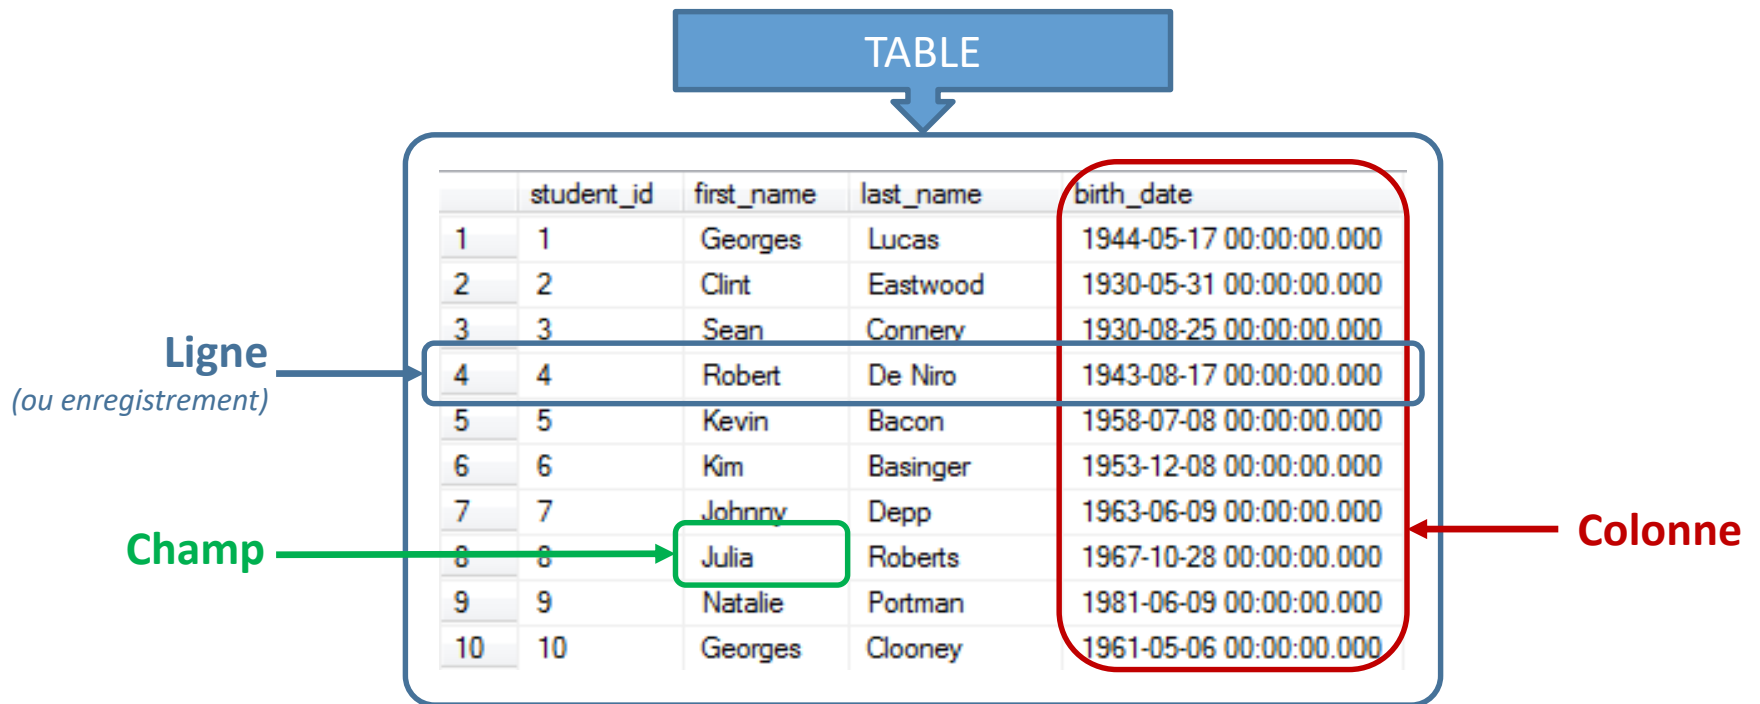 TABLE
student_id first_name last_name birth_date
1 1 Georges Lucas 1944-05-17 00:00:00.000
2 2 Clint Eastwood 1930-05-31 00:00:00.000
3 3 Sean Connery 1930-08-25 00:00:00.000
Ligne
(ou enregistrement)
4 4 Robert De Niro 1943-08-17 00:00:00.000
5 5 Kevin Bacon 1958-07-08 00:00:00.000
6 6 Kim Basinger 1953-12-08 00:00:00.000
7 7 Johnny Depp 1963-06-09 00:00:00.000
Colonne
Champ
8 8 Julia Roberts 1967-10-28 00:00:00.000
9 9 Natalie Portman 1981-06-09 00:00:00.000
10 10 Georges Clooney 1961-05-06 00:00:00.000